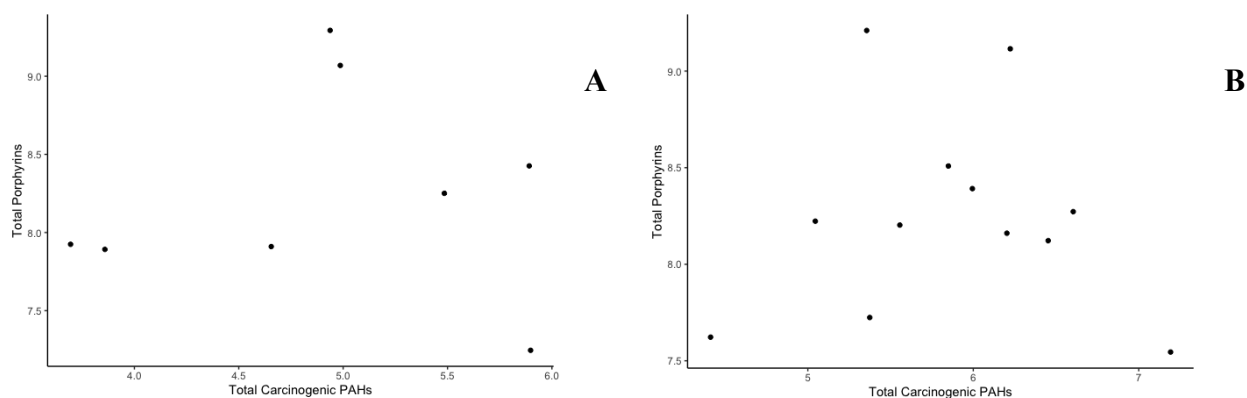 A
9.0
8.5
8.0
7.5
Total Porphyrins
4.0 4.5 5.0 5.5 6.0
Total Carcinogenic PAHs
B
9.0
8.5
8.0
7.5
Total Porphyrins
5 6 7
Total Carcinogenic PAHs